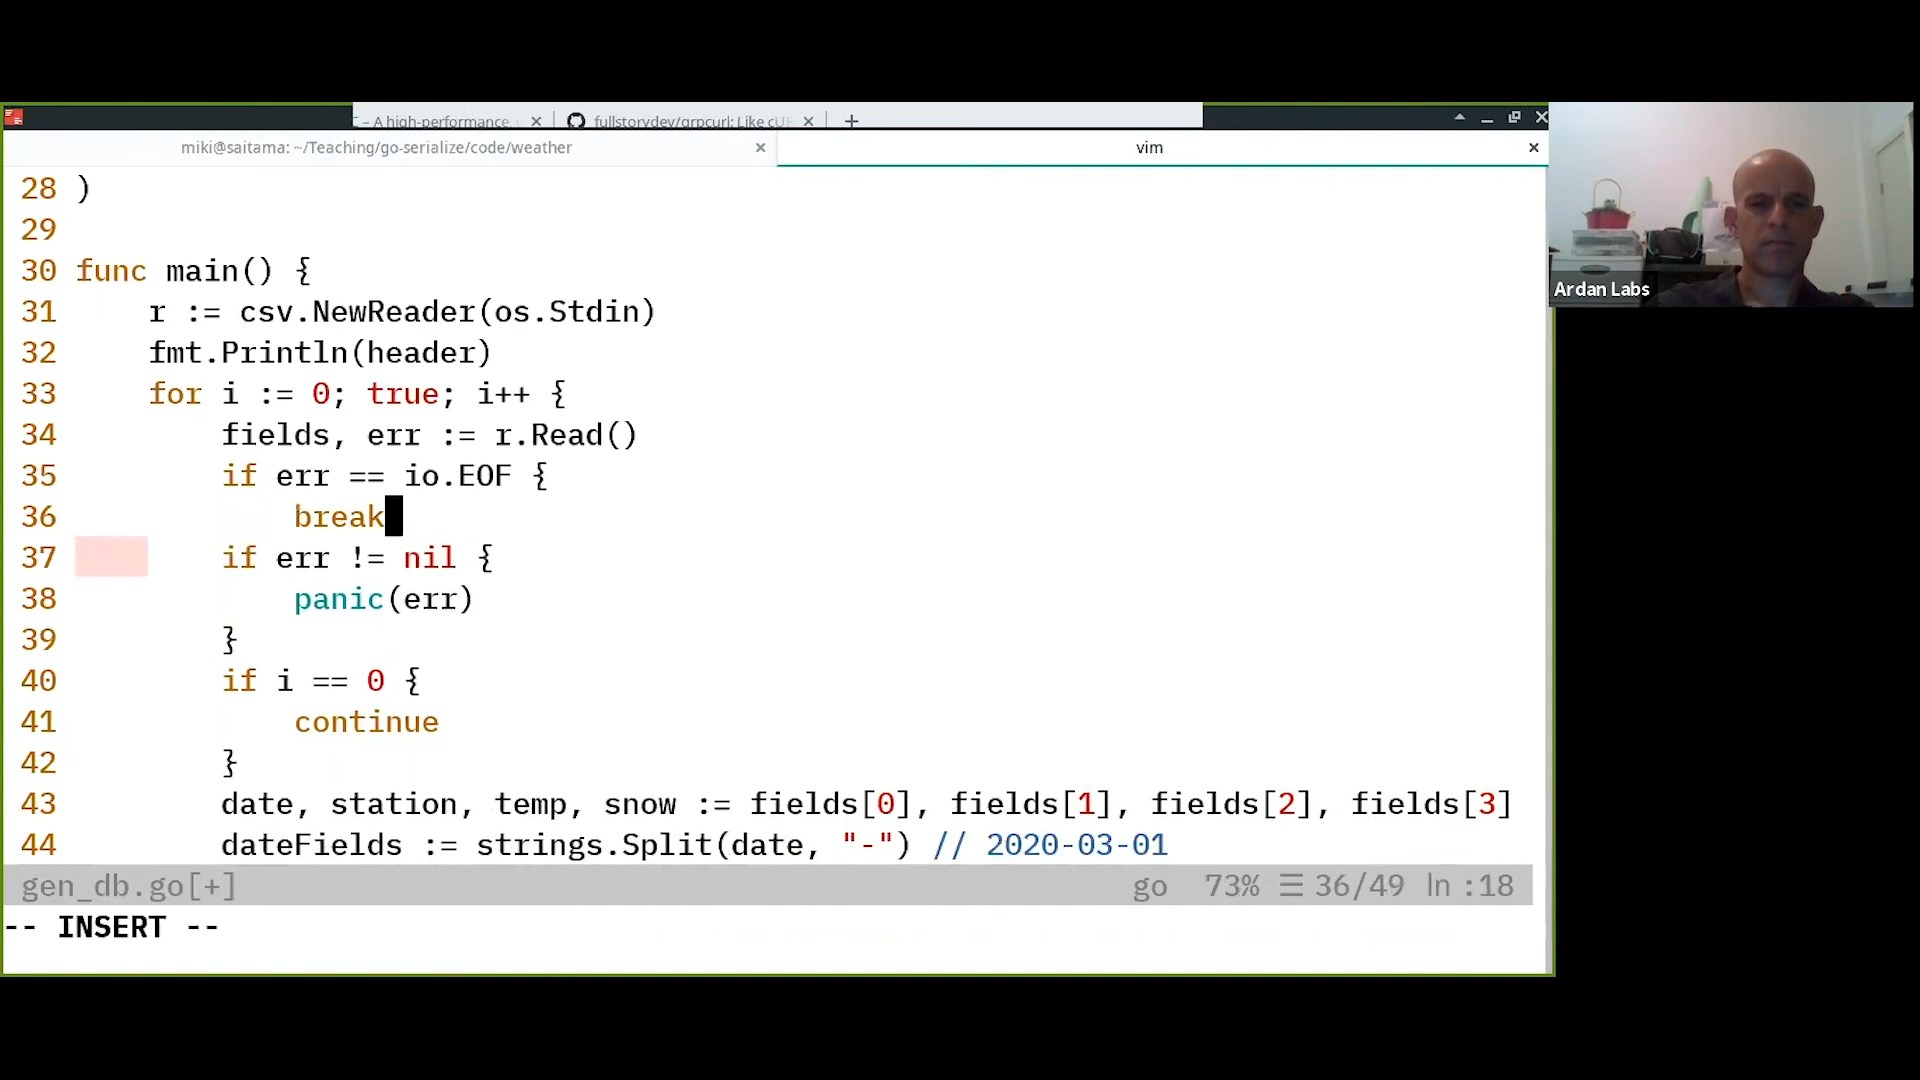 C – A high-performance,
fullstorydev/grpcurl: Like cUR
miki@saitama: ~/Teaching/go-serialize/code/weather
vim
28 )
29
30 func main() {
31 r := csv.NewReader(os.Stdin)
32 fmt.Println(header)
33 for i := 0; true; i++ {
34 fields, err := r.Read()
35 if err == io.EOF {
36 break
37 if err != nil {
38 panic(err)
39 }
40 if i == 0 {
41 continue
42 }
43 date, station, temp, snow := fields[0], fields[1], fields[2], fields[3]
44 dateFields := strings.Split(date, "-") // 2020-03-01
gen_db.go[+] go 73% ☰ 36/49 ln :18
-- INSERT --
Ardan Labs